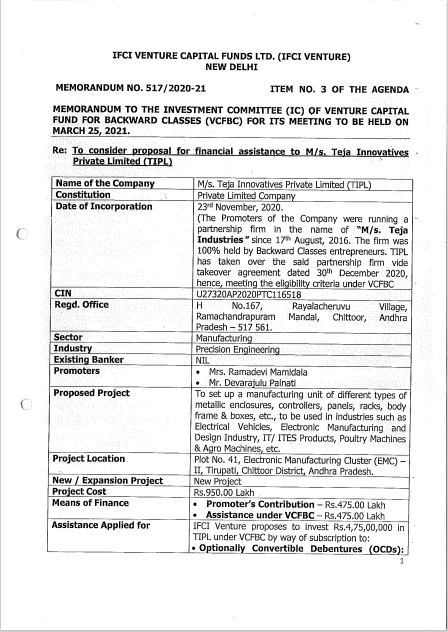 IFCI VENTURE CAPITAL FUNDS LTD. (IFCI VENTURE)
NEW DELHI
MEMORANDUM NO. 517/2020-21 ITEM NO. 3 OF THE AGENDA
MEMORANDUM TO THE INVESTMENT COMMITTEE (IC) OF VENTURE CAPITAL
FUND FOR BACKWARD CLASSES (VCFBC) FOR ITS MEETING TO BE HELD ON
MARCH 25, 2021.
Re: To consider proposal for financial assistance to M/s. Teja Innovatives
Private Limited (TIPL)
Name of the Company M/s. Teja Innovatives Private Limited (TIPL)
Constitution Private Limited Company
Date of Incorporation 23rd November, 2020.
(The Promoters of the Company were running a
partnership firm in the name of "M/s. Teja
Industries" since 17th August, 2016. The firm was
100% held by Backward Classes entrepreneurs. TIPL
has taken over the said partnership firm vide
takeover agreement dated 30th December 2020,
hence, meeting the eligibility criteria under VCFBC
CIN U27320AP2020PTC116518
Regd. Office H No.167, Rayalacheruvu Village,
Ramachandrapuram Mandal, Chittoor, Andhra
Pradesh – 517 561.
Sector Manufacturing
Industry Precision Engineering
Existing Banker NIL
Promoters • Mrs. Ramadevi Mamidala
• Mr. Devarajulu Palnati
Proposed Project To set up a manufacturing unit of different types of
metallic enclosures, controllers, panels, racks, body
frame & boxes, etc., to be used in industries such as
Electrical Vehicles, Electronic Manufacturing and
Design Industry, IT/ ITES Products, Poultry Machines
& Agro Machines, etc.
Project Location Plot No. 41, Electronic Manufacturing Cluster (EMC) –
II, Tirupati, Chittoor District, Andhra Pradesh.
New / Expansion Project New Project
Project Cost Rs.950.00 Lakh
Means of Finance • Promoter's Contribution – Rs.475.00 Lakh
• Assistance under VCFBC – Rs.475.00 Lakh
Assistance Applied for IFCI Venture proposes to invest Rs.4,75,00,000 in
TIPL under VCFBC by way of subscription to:
• Optionally Convertible Debentures (OCDs):
1